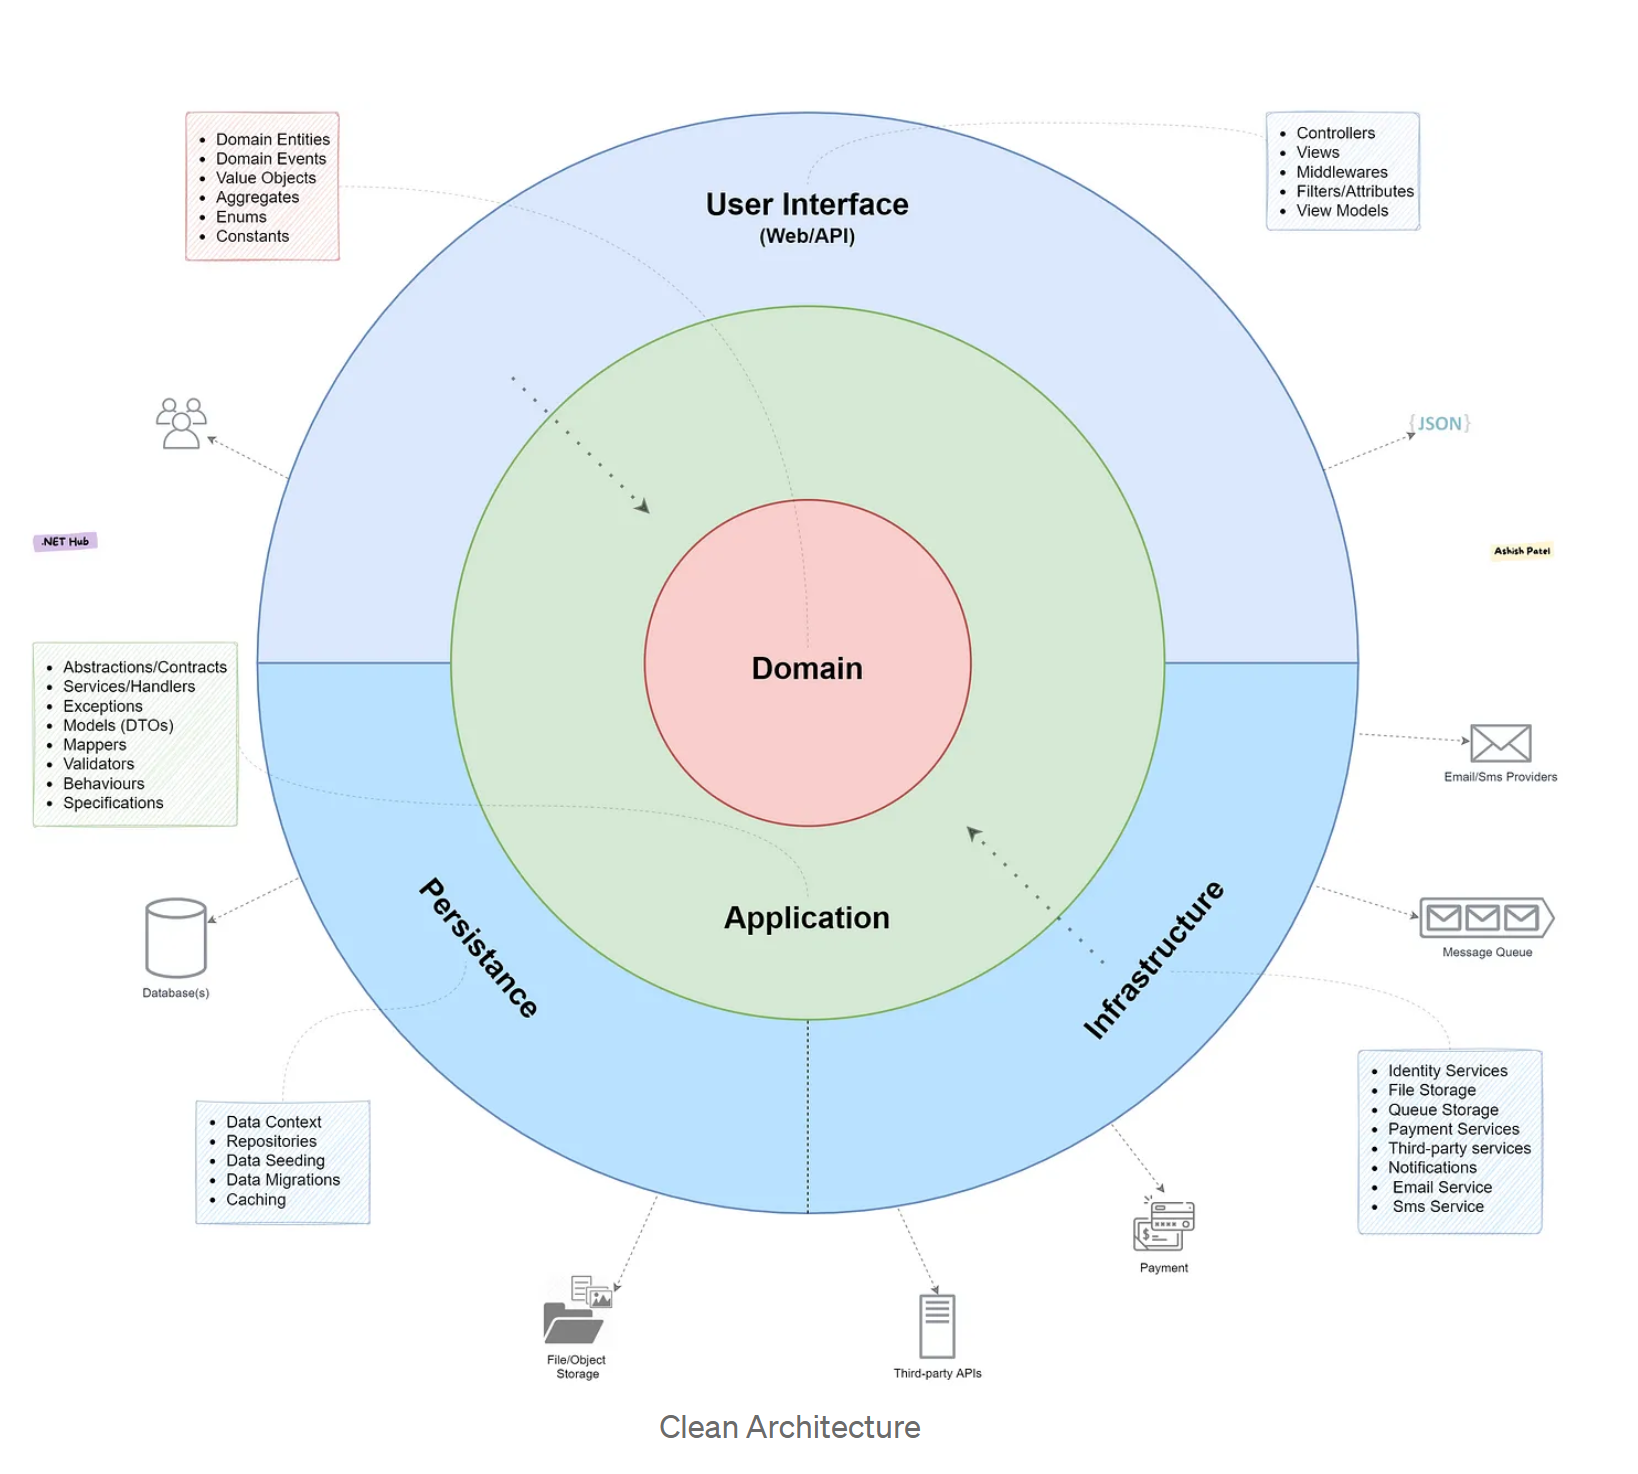 Domain Entities
Domain Events
Value Objects
Aggregates
Enums
Constants
Controllers
Views
Middlewares
Filters/Attributes
View Models
User Interface
(Web/API)
{JSON}
.NET Hub
Ashish Patel
Abstractions/Contracts
Services/Handlers
Exceptions
Models (DTOs)
Mappers
Validators
Behaviours
Specifications
Domain
Email/Sms Providers
Application
Persistance
Infrastructure
Message Queue
Database(s)
Data Context
Repositories
Data Seeding
Data Migrations
Caching
Identity Services
File Storage
Queue Storage
Payment Services
Third-party services
Notifications
Email Service
Sms Service
Payment
File/Object
Storage
Third-party APIs
Clean Architecture